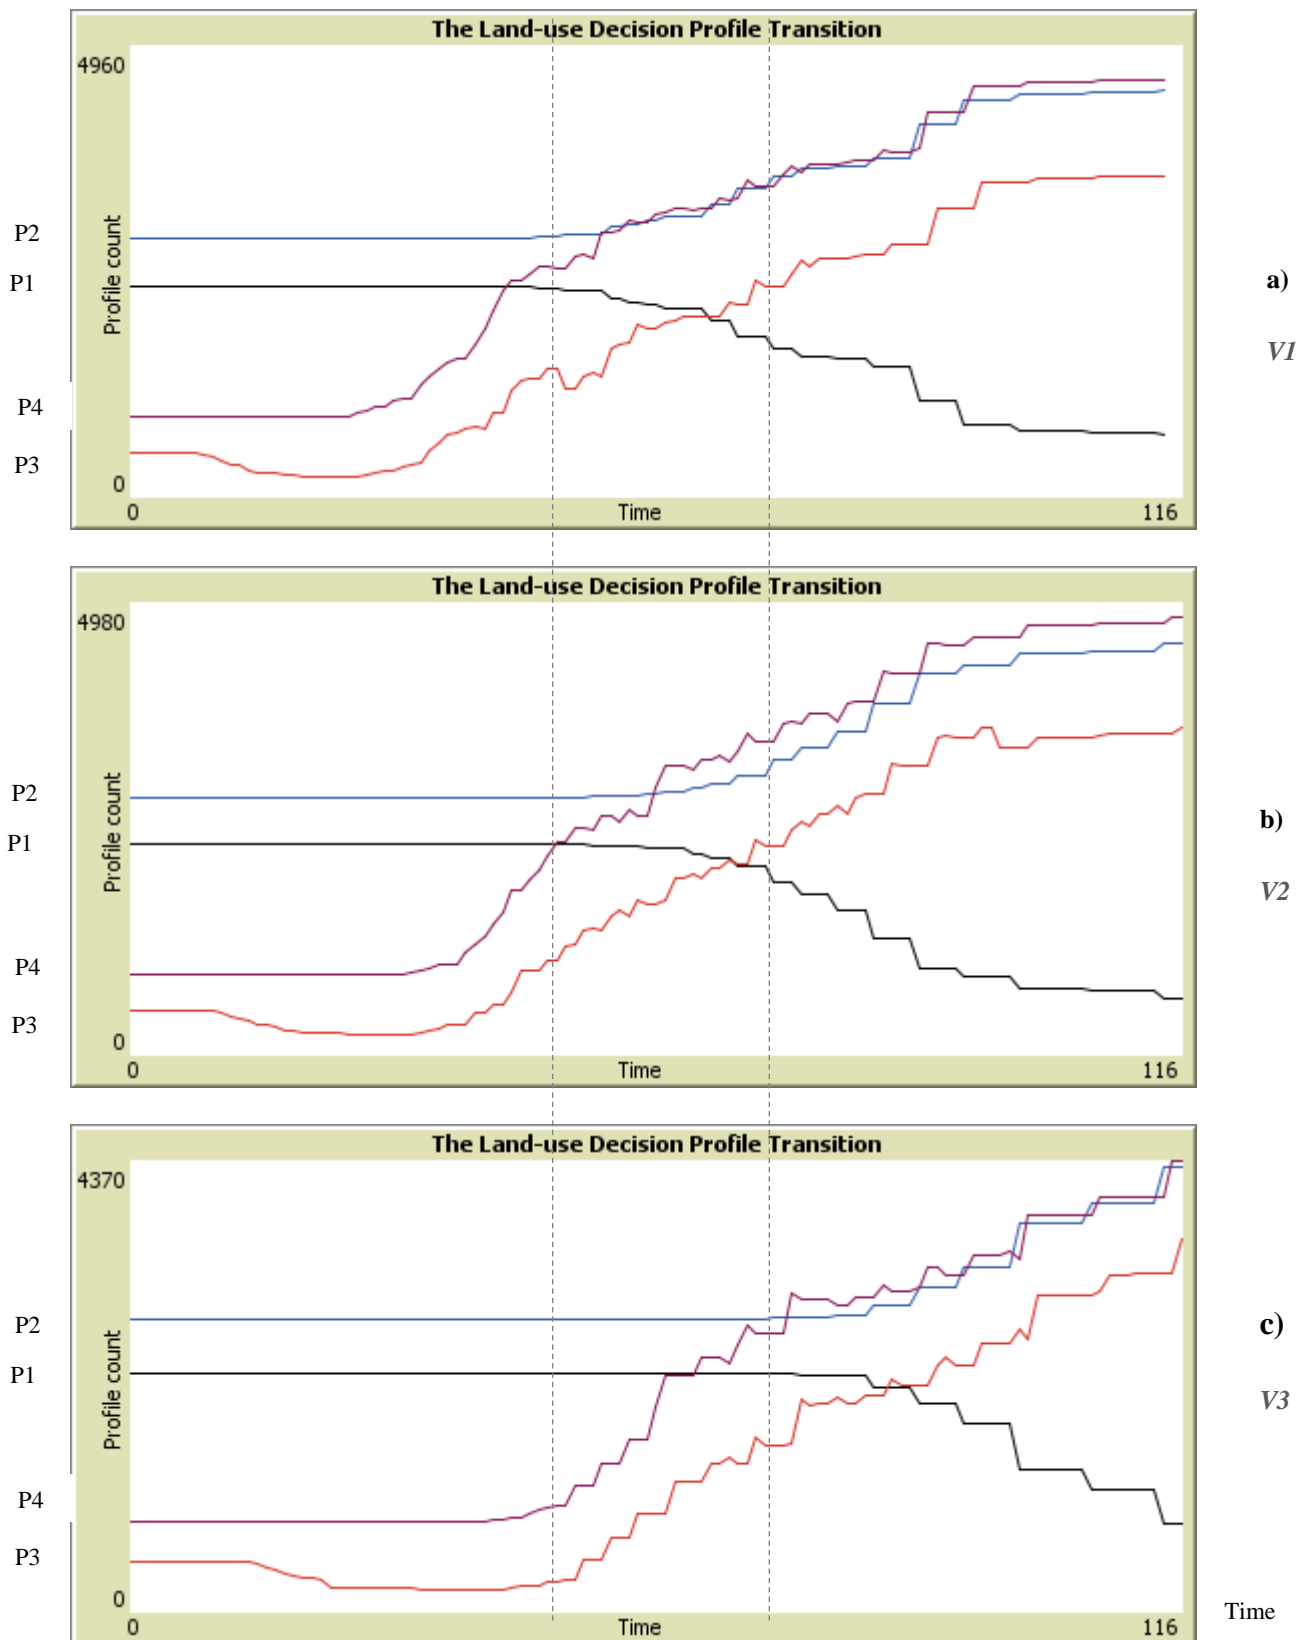 The Land-use Decision Profile Transition
4960
Profile count
P2
P1
P4
P3
0
0
Time
116
a)
V1
The Land-use Decision Profile Transition
4980
Profile count
P2
P1
P4
P3
0
0
Time
116
b)
V2
The Land-use Decision Profile Transition
4370
Profile count
P2
P1
P4
P3
0
0
Time
116
c)
V3
Time